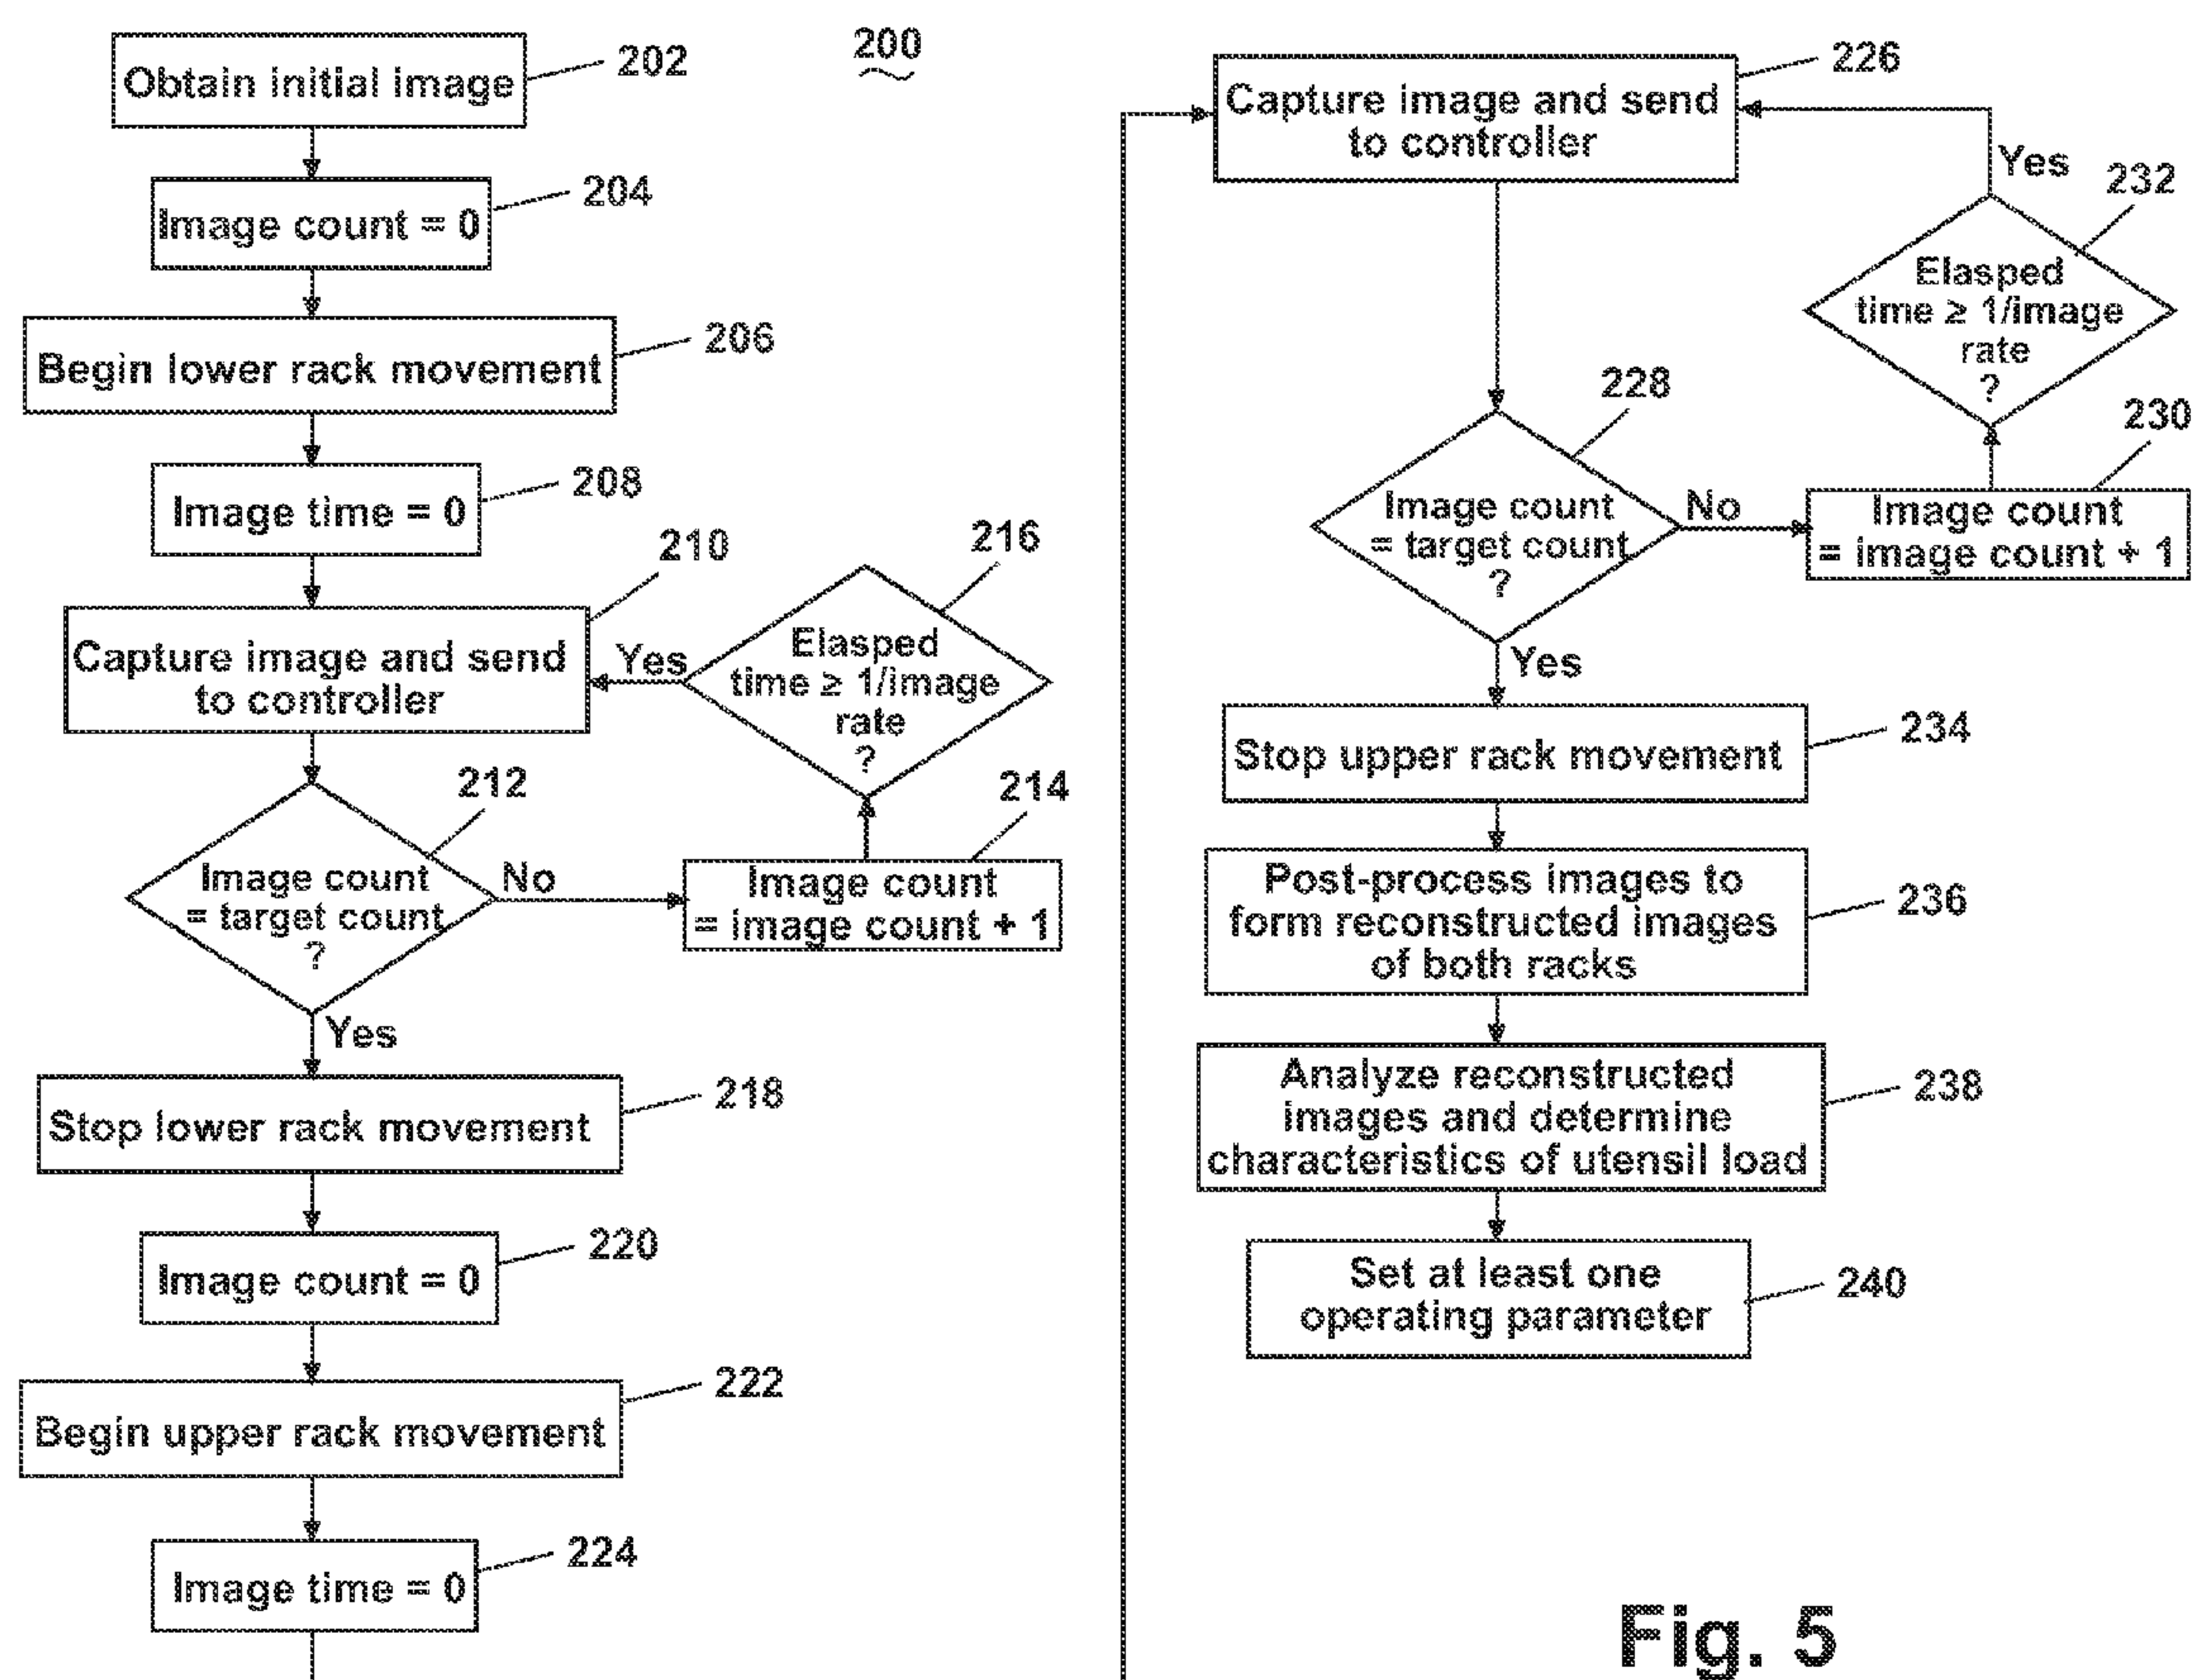 200
Obtain initial image
202
Image count = 0
204
Begin lower rack movement
206
Image time = 0
208
Capture image and send
to controller
210
Image count
= target count
?
212
No
Yes
Image count
= image count + 1
214
Elasped
time ≥ 1/image
rate
?
216
Yes
Stop lower rack movement
218
Image count = 0
220
Begin upper rack movement
222
Image time = 0
224
Capture image and send
to controller
226
Image count
= target count
?
228
No
Yes
Image count
= image count + 1
230
Elasped
time ≥ 1/image
rate
?
232
Yes
Stop upper rack movement
234
Post-process images to
form reconstructed images
of both racks
236
Analyze reconstructed
images and determine
characteristics of utensil load
238
Set at least one
operating parameter
240
Fig. 5